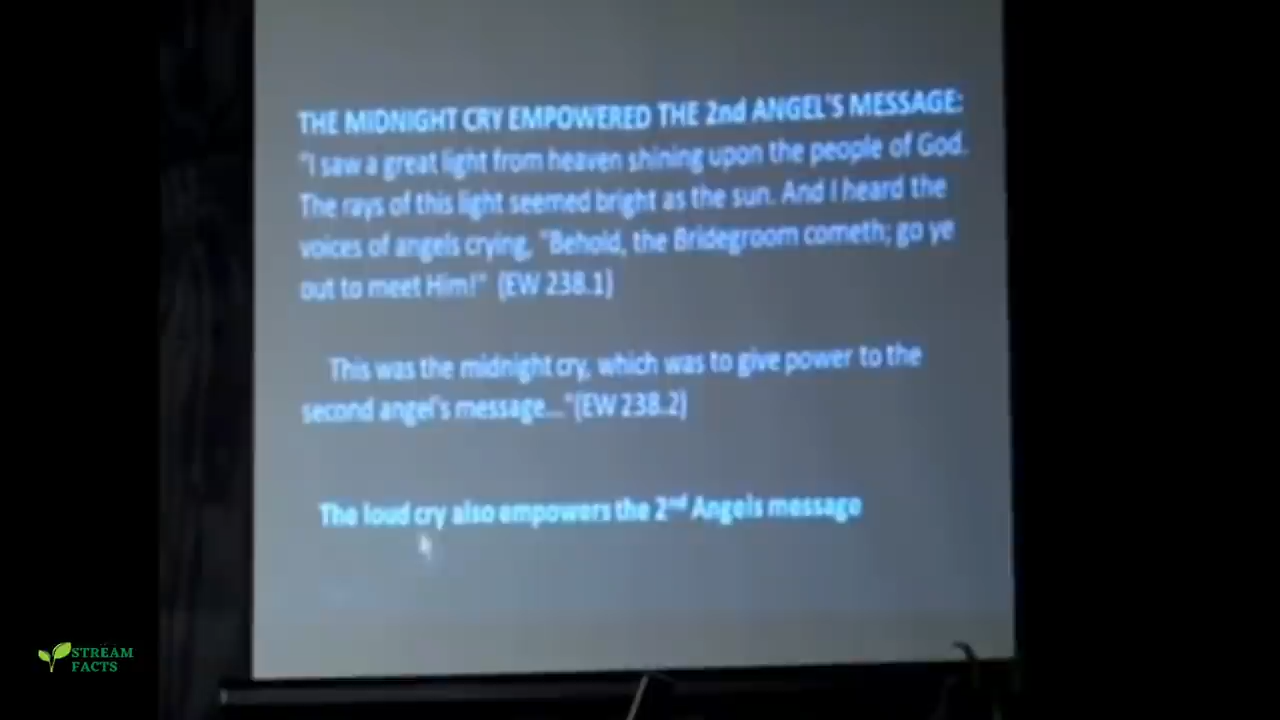 THE MIDNIGHT CRY EMPOWERED THE 2nd ANGEL'S MESSAGE:
"I saw a great light from heaven shining upon the people of God.
The rays of this light seemed bright as the sun. And I heard the
voices of angels crying, "Behold, the Bridegroom cometh; go ye
out to meet Him!" (EW 238.1)
This was the midnight cry, which was to give power to the
second angel's message..."(EW 238.2)
The loud cry also empowers the 2nd Angels message
STREAM
FACTS